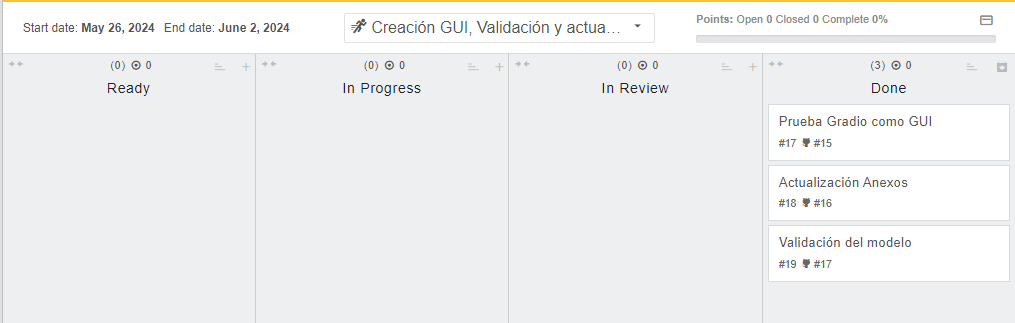 Start date: May 26, 2024 End date: June 2, 2024
Creación GUI, Validación y actua...
Points: Open 0 Closed 0 Complete 0%
(0) 0
Ready
(0) 0
In Progress
(0) 0
In Review
(3) 0
Done
Prueba Gradio como GUI
#17 #15
Actualización Anexos
#18 #16
Validación del modelo
#19 #17